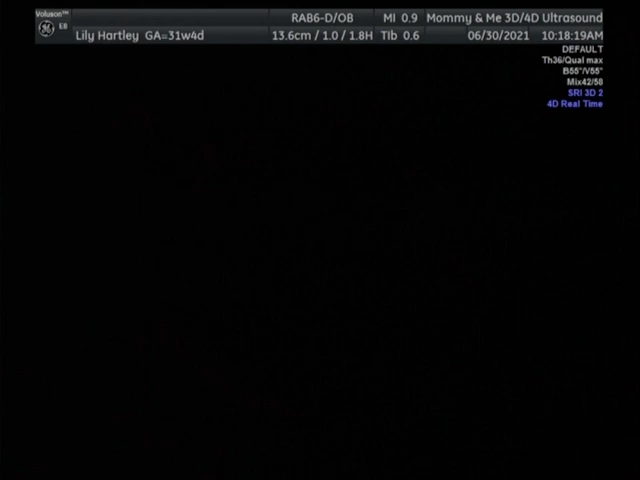 Voluson™
GE E8
RAB6-D/OB MI 0.9 Mommy & Me 3D/4D Ultrasound
Lily Hartley GA=31w4d 13.6cm / 1.0 / 1.8Hz TIb 0.6 06/30/2021 10:18:19AM
DEFAULT
Th36/Qual max
B55°/V55°
Mix42/58
SRI 3D 2
4D Real Time